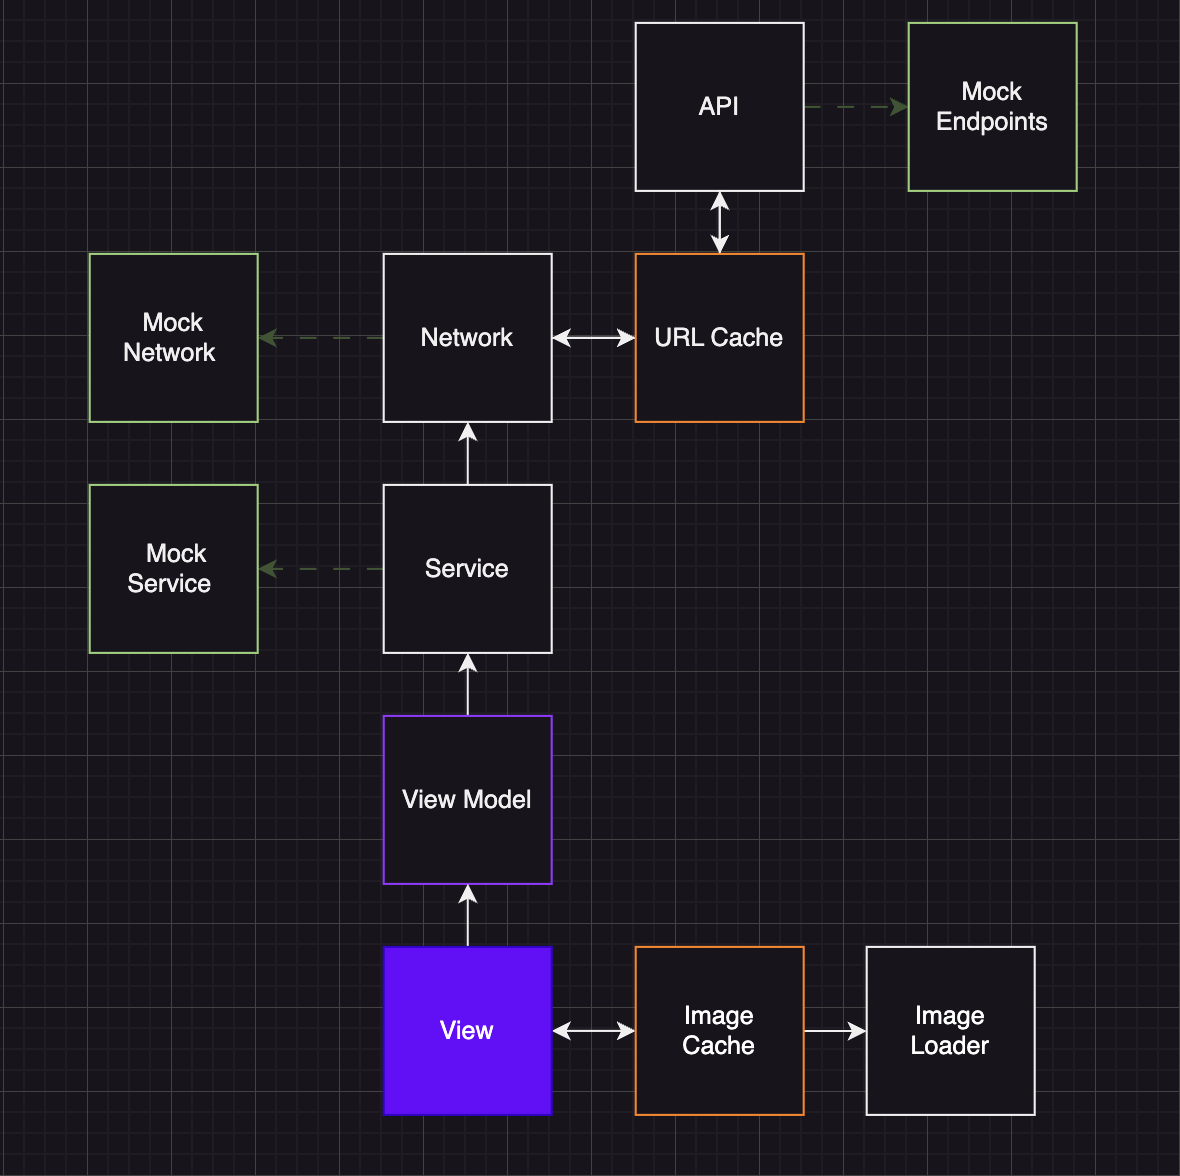 API
Mock
Endpoints
Mock
Network
Network
URL Cache
Mock
Service
Service
View Model
View
Image
Cache
Image
Loader